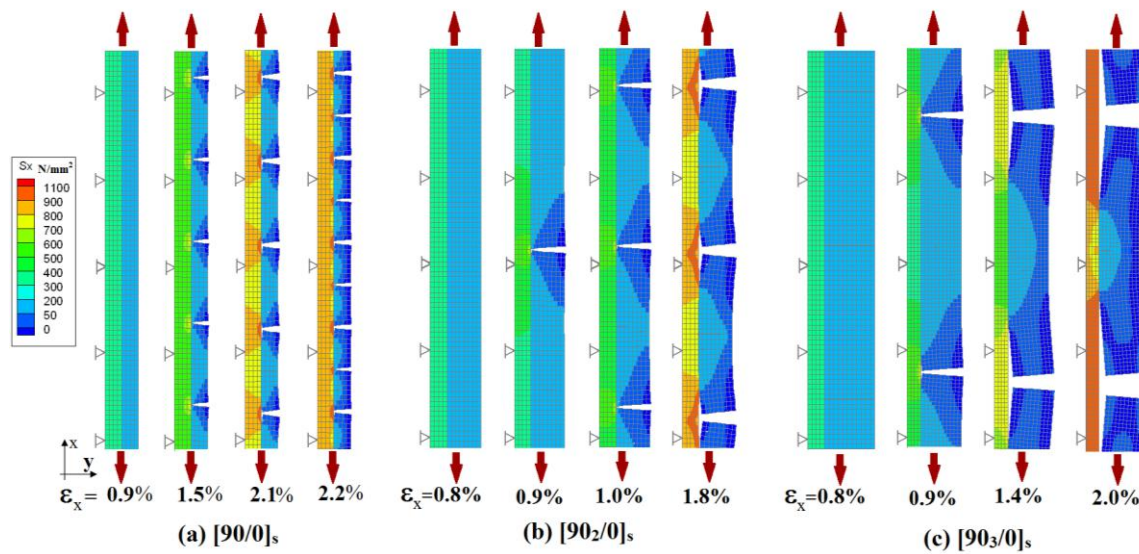 Sx N/mm²
1100
900
800
700
600
500
400
300
200
50
0
x
y
εx = 0.9% 1.5% 2.1% 2.2%
εx=0.8% 0.9% 1.0% 1.8%
εx=0.8% 0.9% 1.4% 2.0%
(a) [90/0]s
(b) [90₂/0]s
(c) [90₃/0]s